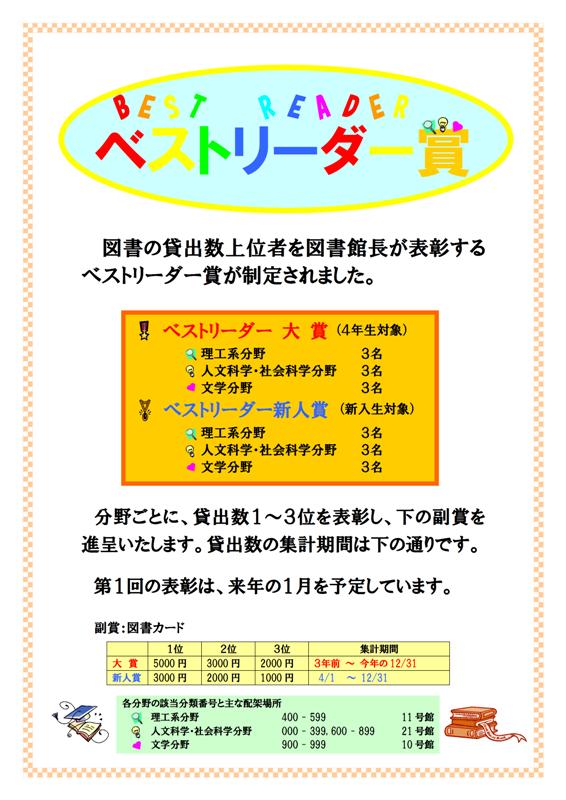 BEST READER
ベストリーダー賞
図書の貸出数上位者を図書館長が表彰する
ベストリーダー賞が制定されました。
ベストリーダー 大 賞 (4年生対象)
理工系分野 3名
人文科学・社会科学分野 3名
文学分野 3名
ベストリーダー新人賞 (新入生対象)
理工系分野 3名
人文科学・社会科学分野 3名
文学分野 3名
分野ごとに、貸出数1～3位を表彰し、下の副賞を
進呈いたします。貸出数の集計期間は下の通りです。
第1回の表彰は、来年の1月を予定しています。
副賞:図書カード
1位 2位 3位 集計期間
大 賞 5000円 3000円 2000円 3年前 ～ 今年の12/31
新人賞 3000円 2000円 1000円 4/1 ～ 12/31
各分野の該当分類番号と主な配架場所
理工系分野 400 - 599 11号館
人文科学・社会科学分野 000 - 399, 600 - 899 21号館
文学分野 900 - 999 10号館